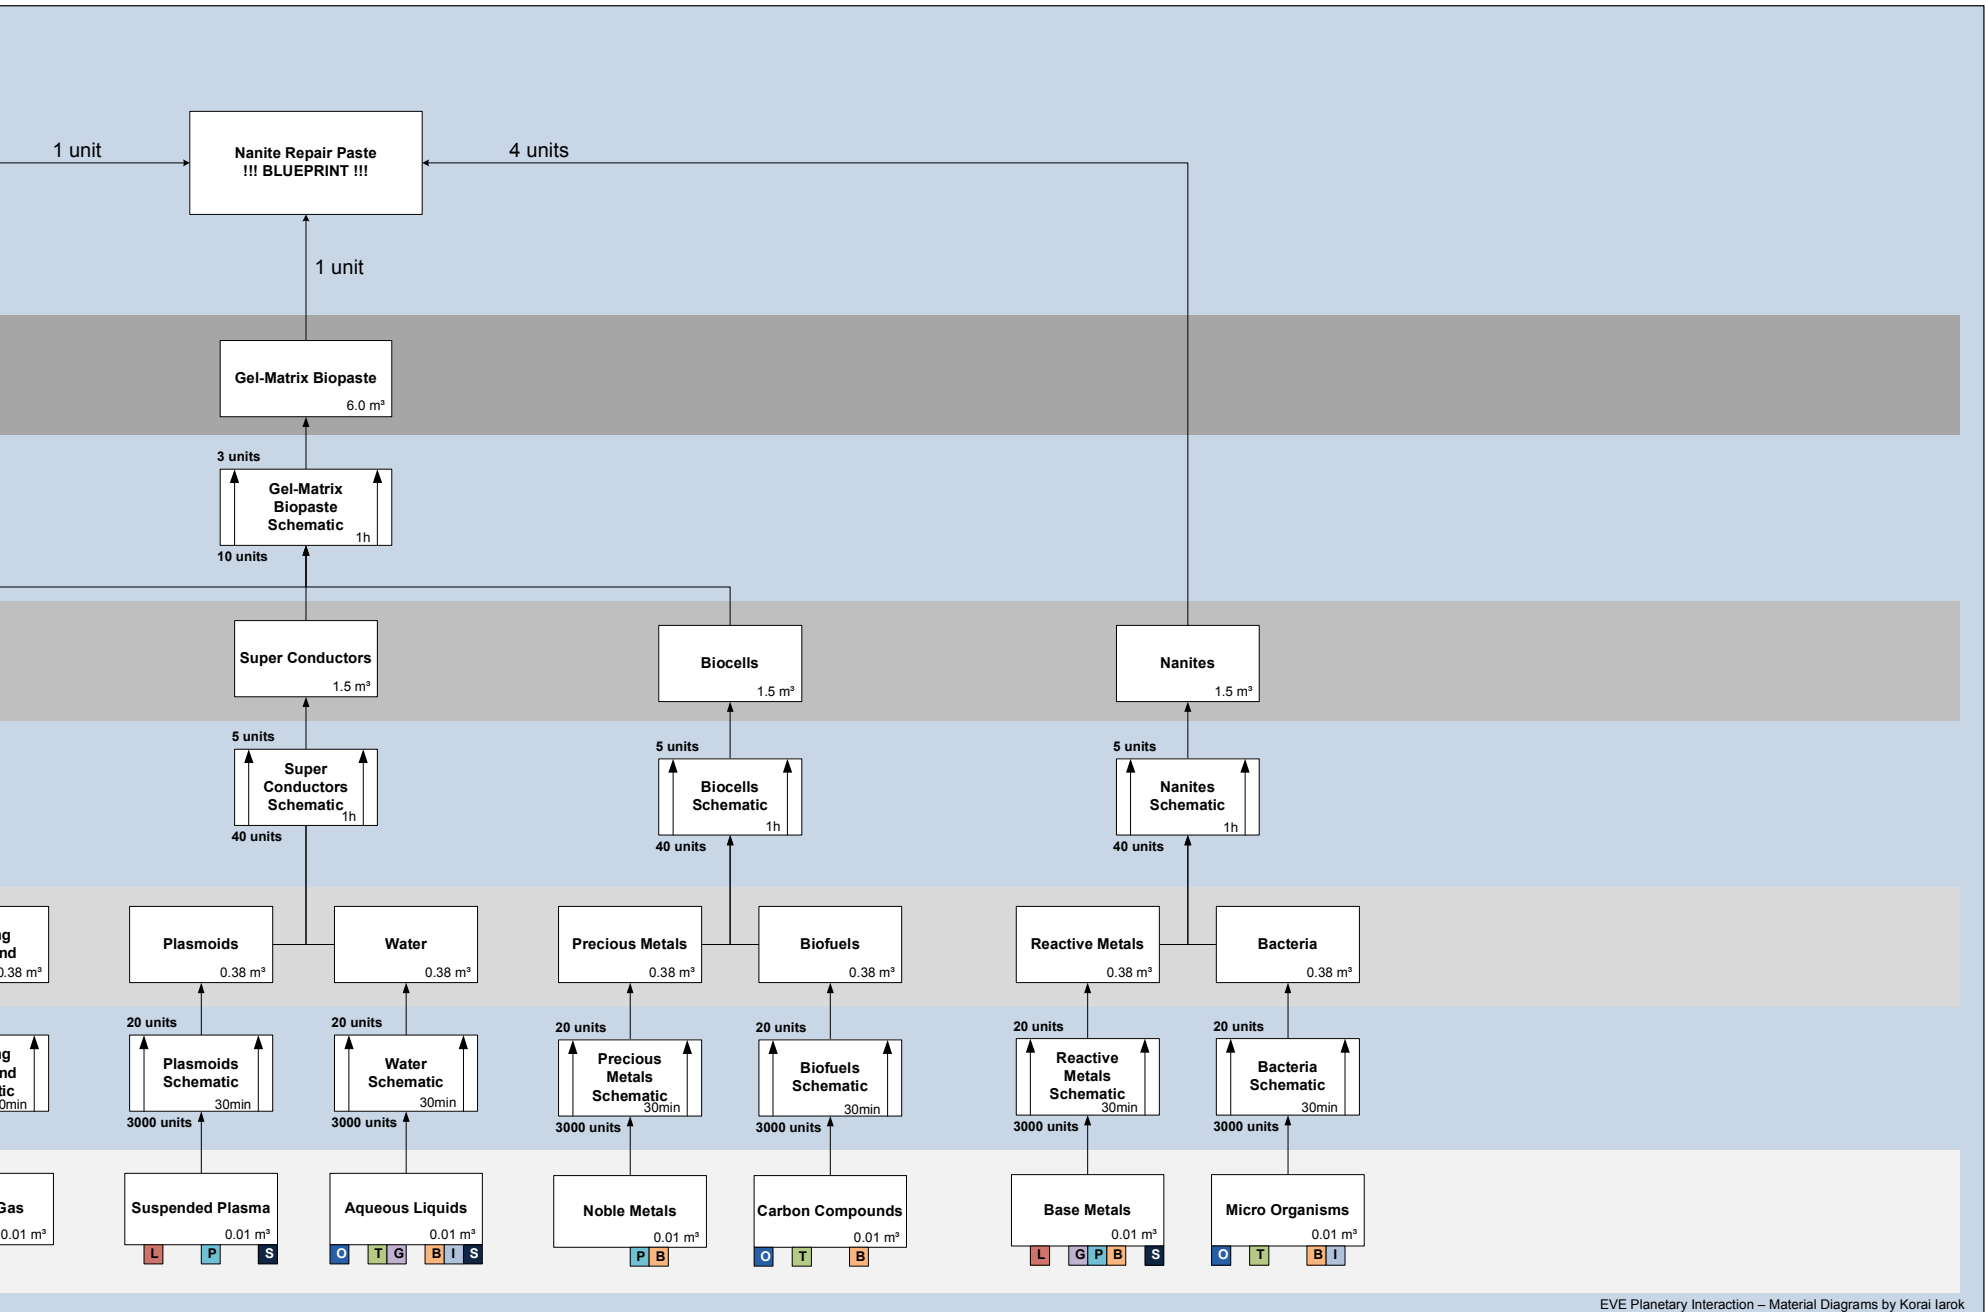 1 unit
Nanite Repair Paste
!!! BLUEPRINT !!!
4 units
1 unit
Gel-Matrix Biopaste
6.0 m³
3 units
Gel-Matrix
Biopaste
Schematic
1h
10 units
Super Conductors
1.5 m³
Biocells
1.5 m³
Nanites
1.5 m³
5 units
Super
Conductors
Schematic
1h
40 units
5 units
Biocells
Schematic
1h
40 units
5 units
Nanites
Schematic
1h
40 units
ng
nd
0.38 m³
Plasmoids
0.38 m³
Water
0.38 m³
Precious Metals
0.38 m³
Biofuels
0.38 m³
Reactive Metals
0.38 m³
Bacteria
0.38 m³
ng
nd
tic
0min
20 units
Plasmoids
Schematic
30min
3000 units
20 units
Water
Schematic
30min
3000 units
20 units
Precious
Metals
Schematic
30min
3000 units
20 units
Biofuels
Schematic
30min
3000 units
20 units
Reactive
Metals
Schematic
30min
3000 units
20 units
Bacteria
Schematic
30min
3000 units
Gas
0.01 m³
Suspended Plasma
0.01 m³
L P S
Aqueous Liquids
0.01 m³
O T G B I S
Noble Metals
0.01 m³
P B
Carbon Compounds
0.01 m³
O T B
Base Metals
0.01 m³
L G P B S
Micro Organisms
0.01 m³
O T B I
EVE Planetary Interaction – Material Diagrams by Korai Iarok